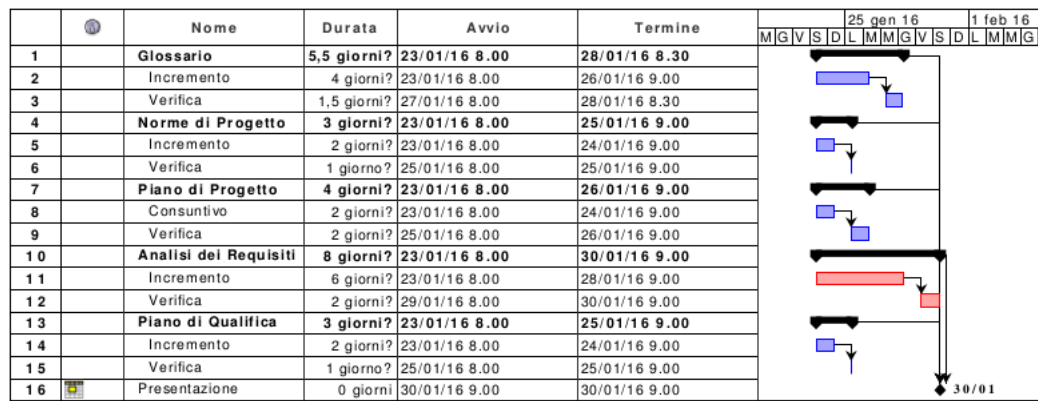 Nome Durata Avvio Termine 25 gen 16 1 feb 16
M G V S D L M M G V S D L M M G
1 Glossario 5,5 giorni? 23/01/16 8.00 28/01/16 8.30
2 Incremento 4 giorni? 23/01/16 8.00 26/01/16 9.00
3 Verifica 1,5 giorni? 27/01/16 8.00 28/01/16 8.30
4 Norme di Progetto 3 giorni? 23/01/16 8.00 25/01/16 9.00
5 Incremento 2 giorni? 23/01/16 8.00 24/01/16 9.00
6 Verifica 1 giorno? 25/01/16 8.00 25/01/16 9.00
7 Piano di Progetto 4 giorni? 23/01/16 8.00 26/01/16 9.00
8 Consuntivo 2 giorni? 23/01/16 8.00 24/01/16 9.00
9 Verifica 2 giorni? 25/01/16 8.00 26/01/16 9.00
10 Analisi dei Requisiti 8 giorni? 23/01/16 8.00 30/01/16 9.00
11 Incremento 6 giorni? 23/01/16 8.00 28/01/16 9.00
12 Verifica 2 giorni? 29/01/16 8.00 30/01/16 9.00
13 Piano di Qualifica 3 giorni? 23/01/16 8.00 25/01/16 9.00
14 Incremento 2 giorni? 23/01/16 8.00 24/01/16 9.00
15 Verifica 1 giorno? 25/01/16 8.00 25/01/16 9.00
16 Presentazione 0 giorni 30/01/16 9.00 30/01/16 9.00 30/01